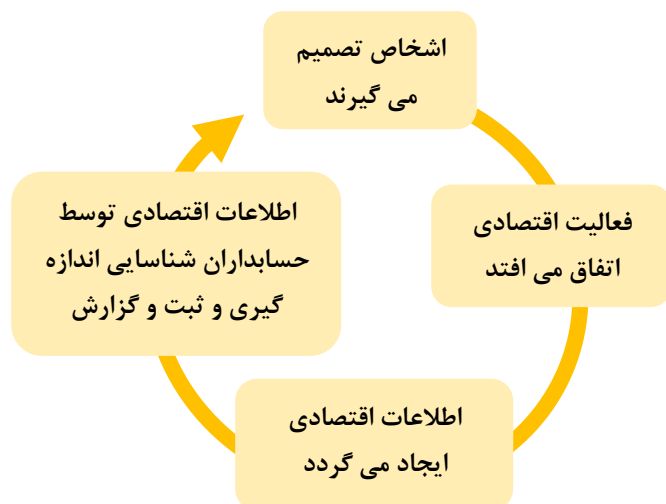 اشخاص تصمیم
می گیرند
فعالیت اقتصادی
اتفاق می افتد
اطلاعات اقتصادی
ایجاد می گردد
اطلاعات اقتصادی توسط
حسابداران شناسایی اندازه
گیری و ثبت و گزارش